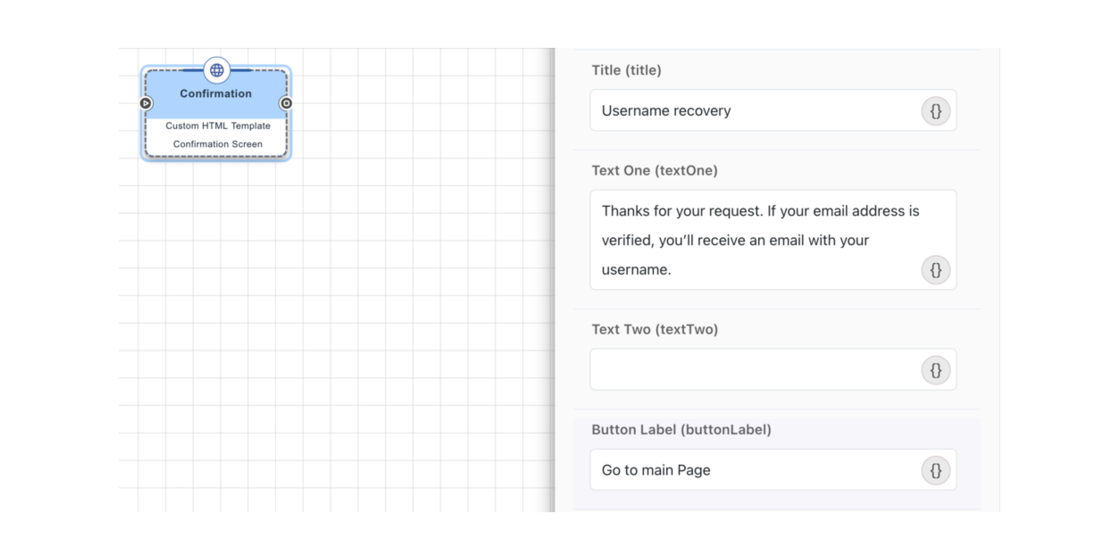 Confirmation
Custom HTML Template
Confirmation Screen
Title (title)
Username recovery
{}
Text One (textOne)
Thanks for your request. If your email address is
verified, you’ll receive an email with your
username.
{}
Text Two (textTwo)
{}
Button Label (buttonLabel)
Go to main Page
{}